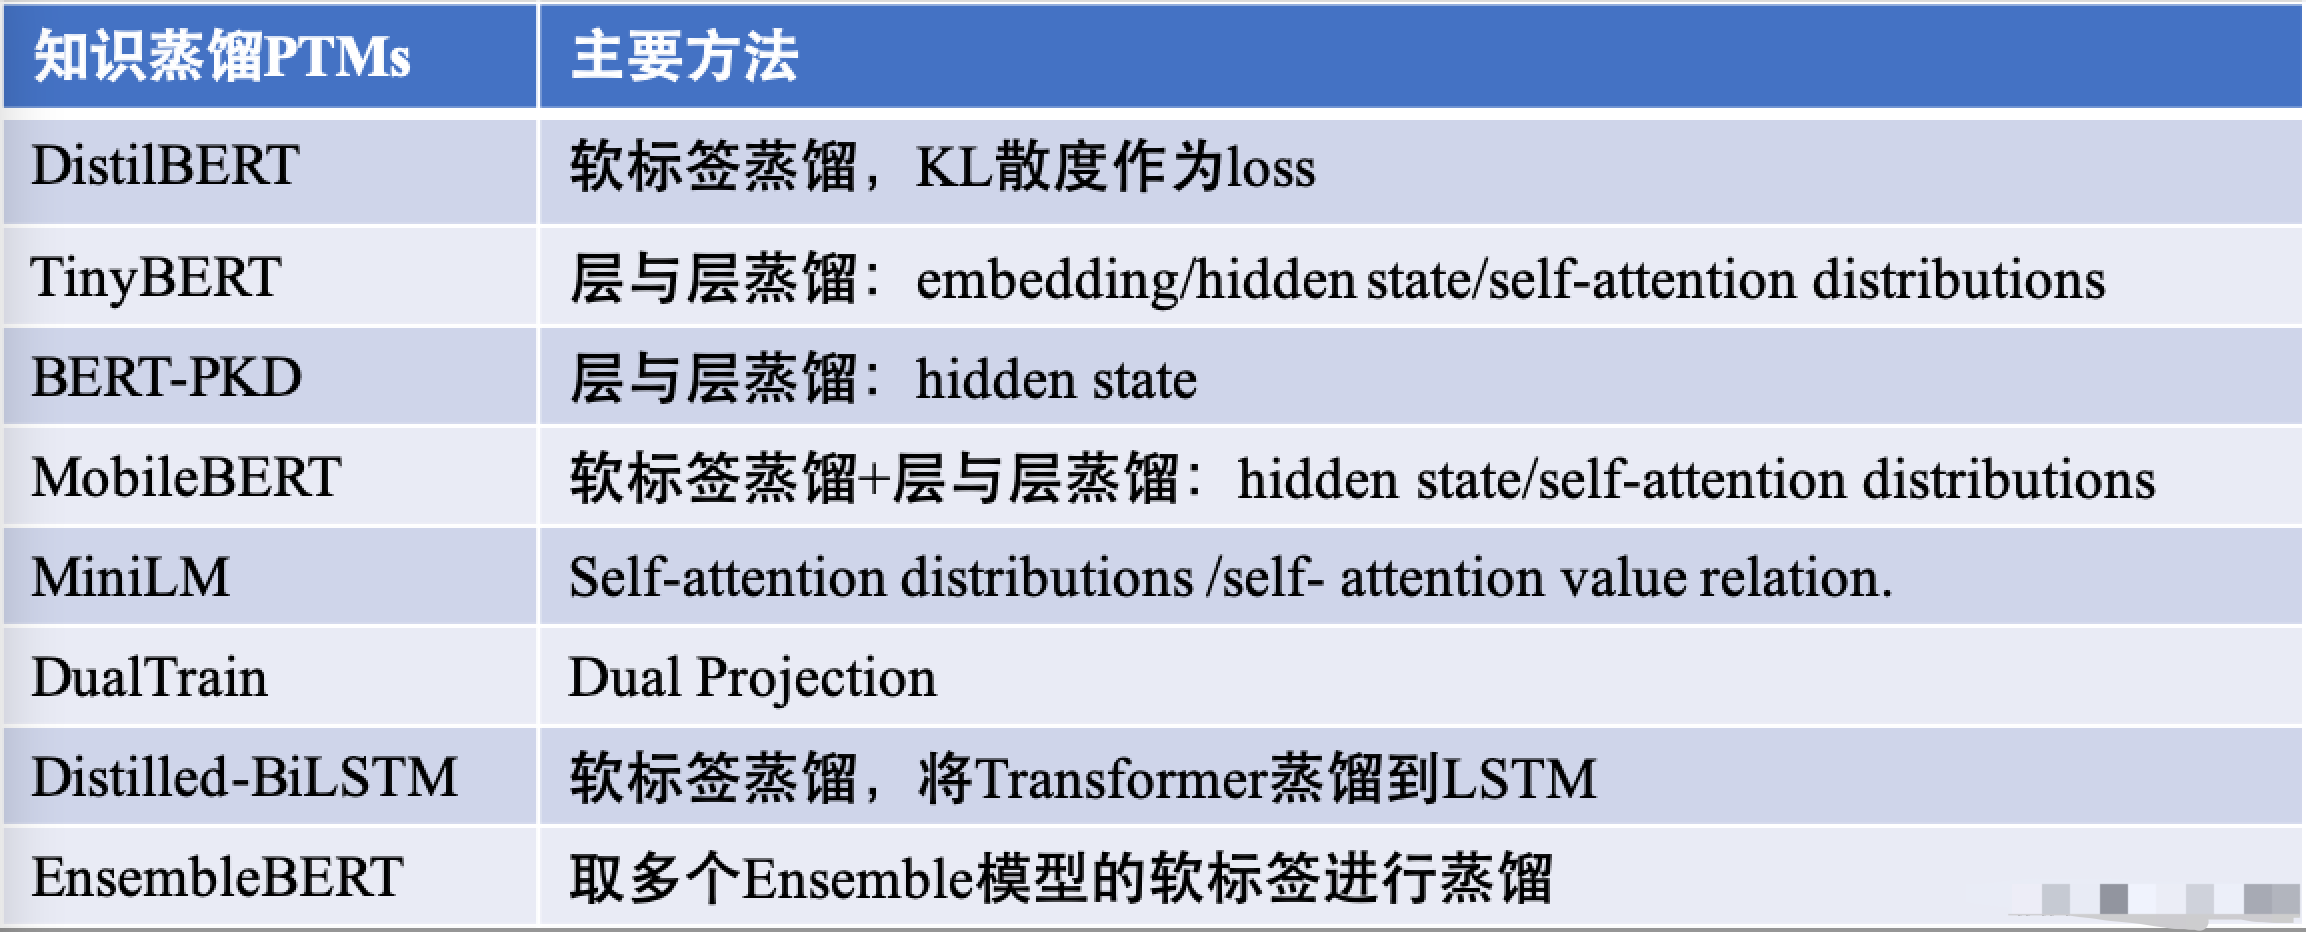 知识蒸馏PTMs 主要方法
DistilBERT 软标签蒸馏，KL散度作为loss
TinyBERT 层与层蒸馏：embedding/hidden state/self-attention distributions
BERT-PKD 层与层蒸馏：hidden state
MobileBERT 软标签蒸馏+层与层蒸馏：hidden state/self-attention distributions
MiniLM Self-attention distributions /self- attention value relation.
DualTrain Dual Projection
Distilled-BiLSTM 软标签蒸馏，将Transformer蒸馏到LSTM
EnsembleBERT 取多个Ensemble模型的软标签进行蒸馏